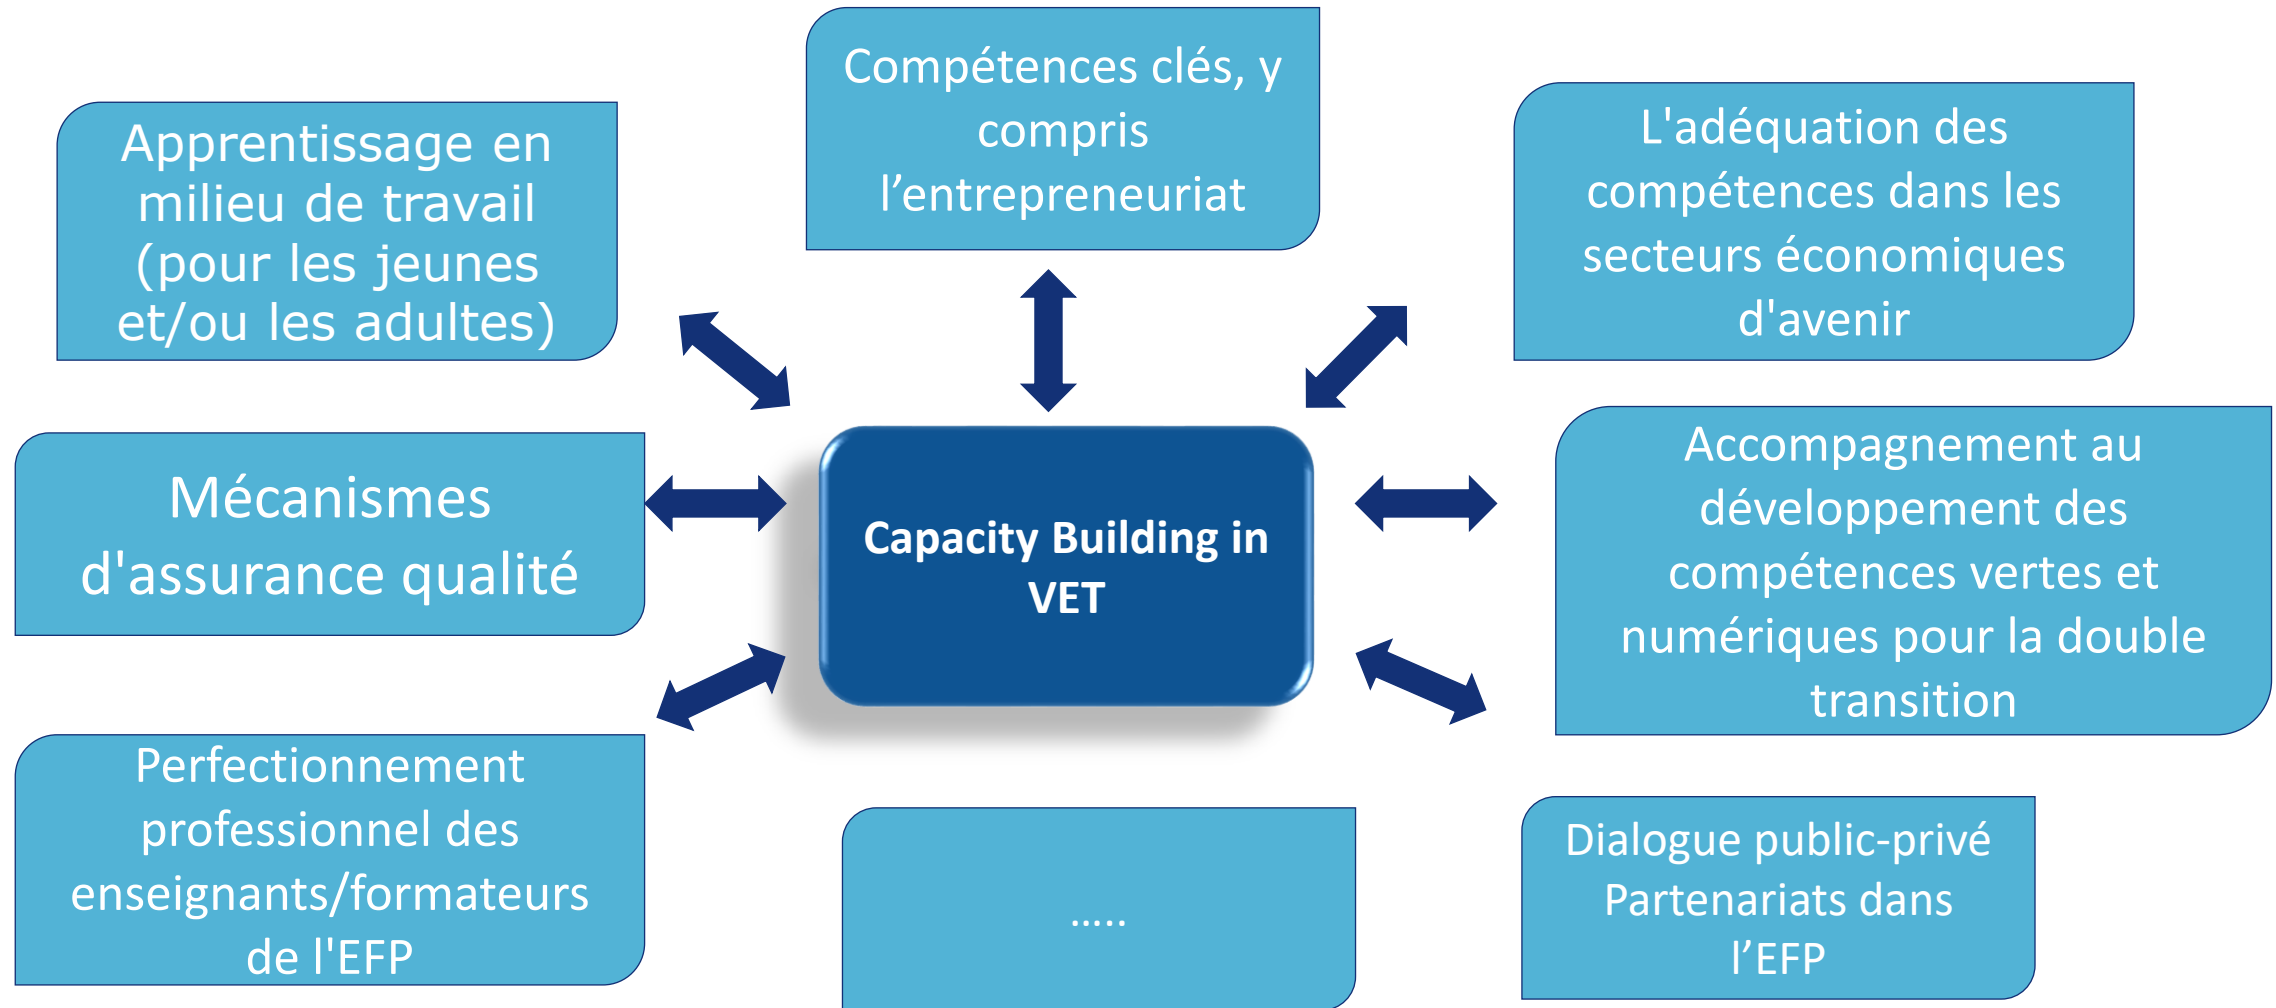 Compétences clés, y
compris
l’entrepreneuriat
Apprentissage en
milieu de travail
(pour les jeunes
et/ou les adultes)
L'adéquation des
compétences dans les
secteurs économiques
d'avenir
Mécanismes
d'assurance qualité
Capacity Building in
VET
Accompagnement au
développement des
compétences vertes et
numériques pour la double
transition
Perfectionnement
professionnel des
enseignants/formateurs
de l'EFP
…..
Dialogue public-privé
Partenariats dans
l’EFP